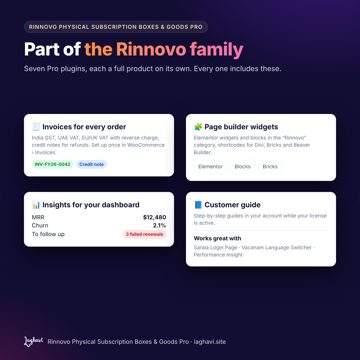 RINNOVO PHYSICAL SUBSCRIPTION BOXES & GOODS PRO
Part of the Rinnovo family
Seven Pro plugins, each a full product on its own. Every one includes these.
Invoices for every order
India GST, UAE VAT, EU/UK VAT with reverse charge,
credit notes for refunds. Set up once in WooCommerce
› Invoices.
INV-FY26-0042 Credit note
Page builder widgets
Elementor widgets and blocks in the "Rinnovo"
category, shortcodes for Divi, Bricks and Beaver
Builder.
Elementor Blocks Bricks
Insights for your dashboard
MRR $12,480
Churn 2.1%
To follow up 3 failed renewals
Customer guide
Step-by-step guides in your account while your license
is active.
Works great with
Sarala Login Page · Vacanam Language Switcher ·
Performance Insight
Laghavi
Rinnovo Physical Subscription Boxes & Goods Pro · laghavi.site